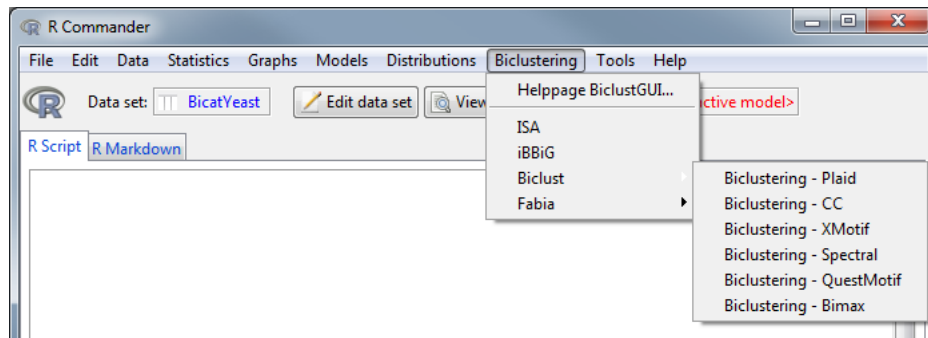 R Commander
File Edit Data Statistics Graphs Models Distributions Biclustering Tools Help
Data set: BicatYeast Edit data set View ctive model>
R Script R Markdown
Helppage BiclustGUI...
ISA
iBBiG
Biclust
Fabia
Biclustering - Plaid
Biclustering - CC
Biclustering - XMotif
Biclustering - Spectral
Biclustering - QuestMotif
Biclustering - Bimax